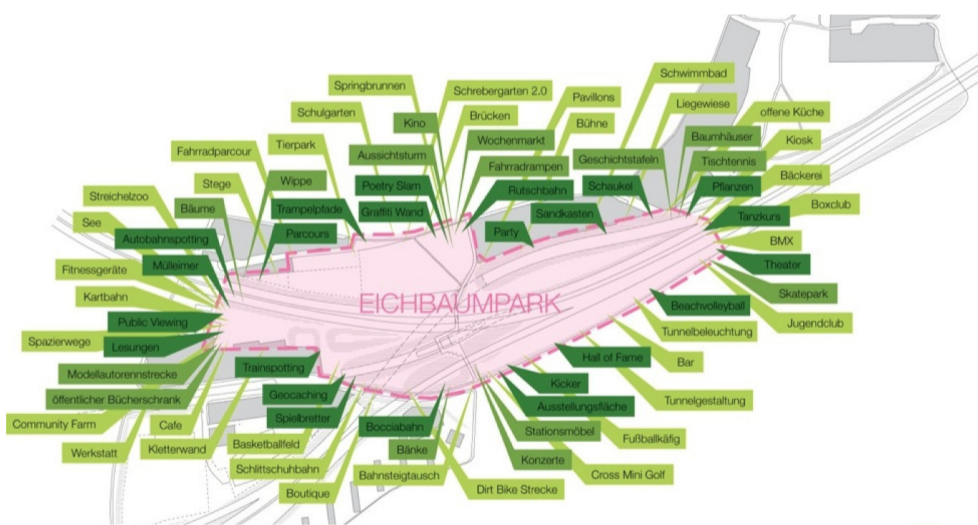 Springbrunnen
Schrebergarten 2.0
Schwimmbad
Pavillons
Schulgarten
Brücken
Liegewiese
offene Küche
Kino
Bühne
Tierpark
Wochenmarkt
Baumhäuser
Kiosk
Fahrradparcour
Aussichtsturm
Geschichtstafeln
Tischtennis
Fahrradrampen
Bäckerei
Stege
Wippe
Poetry Slam
Rutschbahn
Schaukel
Pflanzen
Streichelzoo
Boxclub
Bäume
Trampelpfade
Graffiti Wand
Sandkasten
Tanzkurs
See
Parcours
Party
Autobahnspotting
BMX
Mülleimer
Theater
Fitnessgeräte
Skatepark
Kartbahn
EICHBAUMPARK
Beachvolleyball
Public Viewing
Jugendclub
Tunnelbeleuchtung
Spazierwege
Lesungen
Hall of Fame
Bar
Trainspotting
Modellautorennstrecke
Kicker
Geocaching
öffentlicher Bücherschrank
Tunnelgestaltung
Ausstellungsfläche
Spielbretter
Community Farm
Cafe
Bocciabahn
Stationsmöbel
Fußballkäfig
Basketballfeld
Kletterwand
Bänke
Werkstatt
Konzerte
Schlittschuhbahn
Bahnsteigtausch
Cross Mini Golf
Boutique
Dirt Bike Strecke